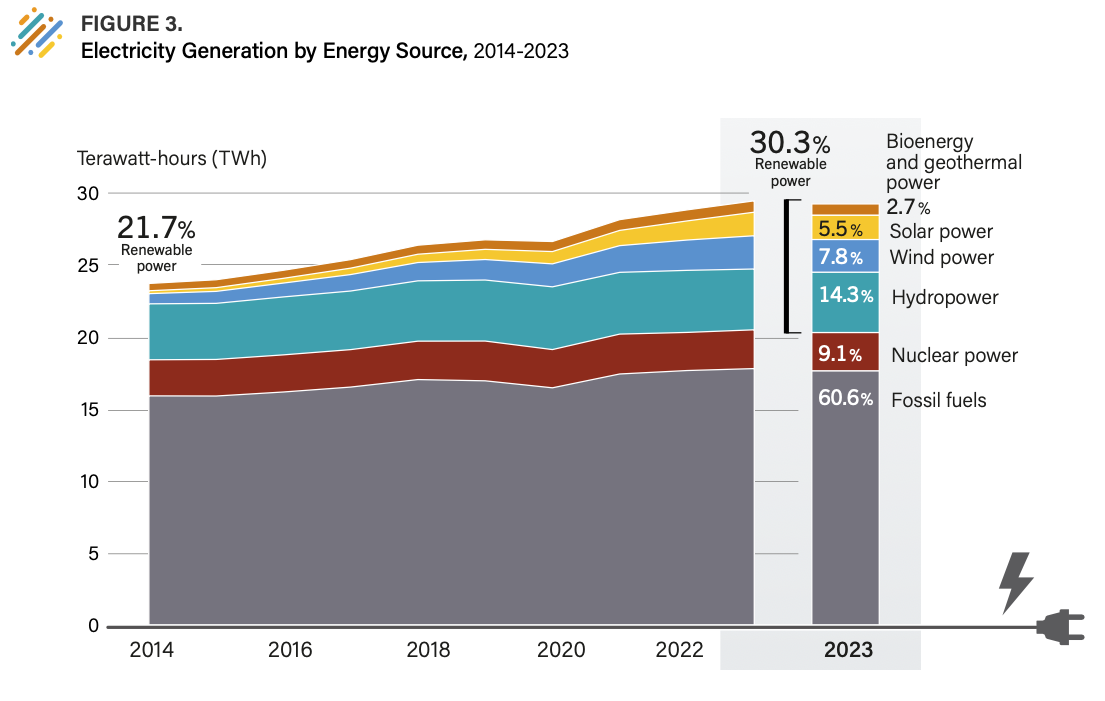 FIGURE 3.
Electricity Generation by Energy Source, 2014-2023
Terawatt-hours (TWh)
30
25
20
15
10
5
0
21.7%
Renewable
power
30.3%
Renewable
power
Bioenergy
and geothermal
power
2.7%
5.5% Solar power
7.8% Wind power
14.3% Hydropower
9.1% Nuclear power
60.6% Fossil fuels
2014 2016 2018 2020 2022 2023